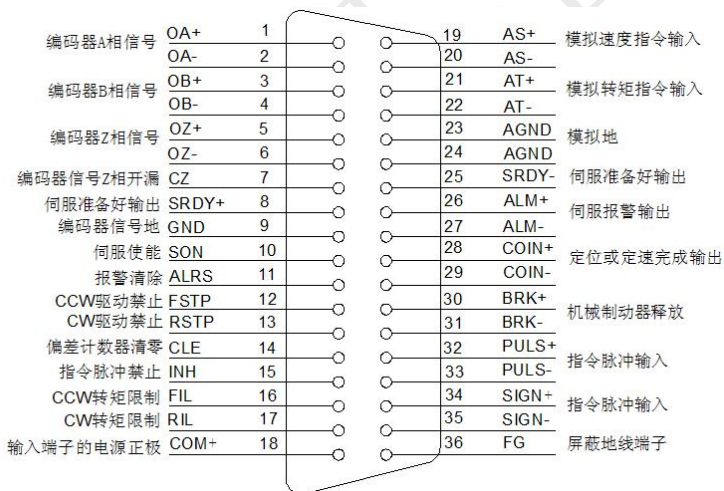 编码器A相信号 OA+ 1
OA- 2
编码器B相信号 OB+ 3
OB- 4
编码器Z相信号 OZ+ 5
OZ- 6
编码器信号Z相开漏 CZ 7
伺服准备好输出 SRDY+ 8
编码器信号地 GND 9
伺服使能 SON 10
报警清除 ALRS 11
CCW驱动禁止 FSTP 12
CW驱动禁止 RSTP 13
偏差计数器清零 CLE 14
指令脉冲禁止 INH 15
CCW转矩限制 FIL 16
CW转矩限制 RIL 17
输入端子的电源正极 COM+ 18
19 AS+ 模拟速度指令输入
20 AS-
21 AT+ 模拟转矩指令输入
22 AT-
23 AGND 模拟地
24 AGND
25 SRDY- 伺服准备好输出
26 ALM+ 伺服报警输出
27 ALM-
28 COIN+ 定位或定速完成输出
29 COIN-
30 BRK+ 机械制动器释放
31 BRK-
32 PULS+ 指令脉冲输入
33 PULS-
34 SIGN+ 指令脉冲输入
35 SIGN-
36 FG 屏蔽地线端子